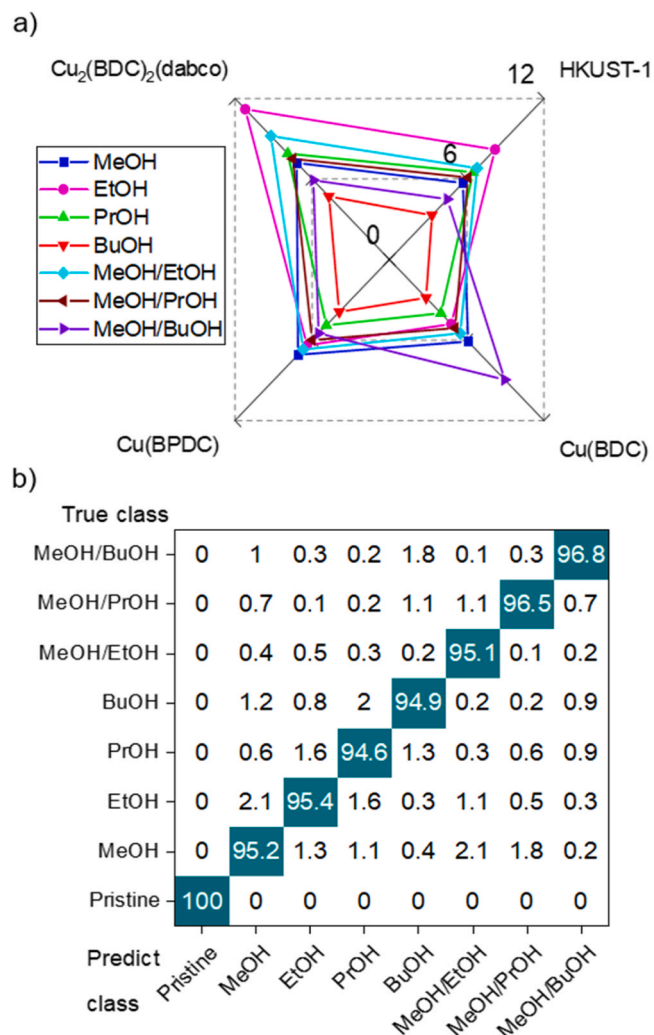 a)
Cu₂(BDC)₂(dabco)
12
HKUST-1
MeOH
EtOH
PrOH
BuOH
MeOH/EtOH
MeOH/PrOH
MeOH/BuOH
6
0
Cu(BPDC)
Cu(BDC)
b)
True class
MeOH/BuOH 0 1 0.3 0.2 1.8 0.1 0.3 96.8
MeOH/PrOH 0 0.7 0.1 0.2 1.1 1.1 96.5 0.7
MeOH/EtOH 0 0.4 0.5 0.3 0.2 95.1 0.1 0.2
BuOH 0 1.2 0.8 2 94.9 0.2 0.2 0.9
PrOH 0 0.6 1.6 94.6 1.3 0.3 0.6 0.9
EtOH 0 2.1 95.4 1.6 0.3 1.1 0.5 0.3
MeOH 0 95.2 1.3 1.1 0.4 2.1 1.8 0.2
Pristine 100 0 0 0 0 0 0 0
Predict
class
Pristine
MeOH
EtOH
PrOH
BuOH
MeOH/EtOH
MeOH/PrOH
MeOH/BuOH